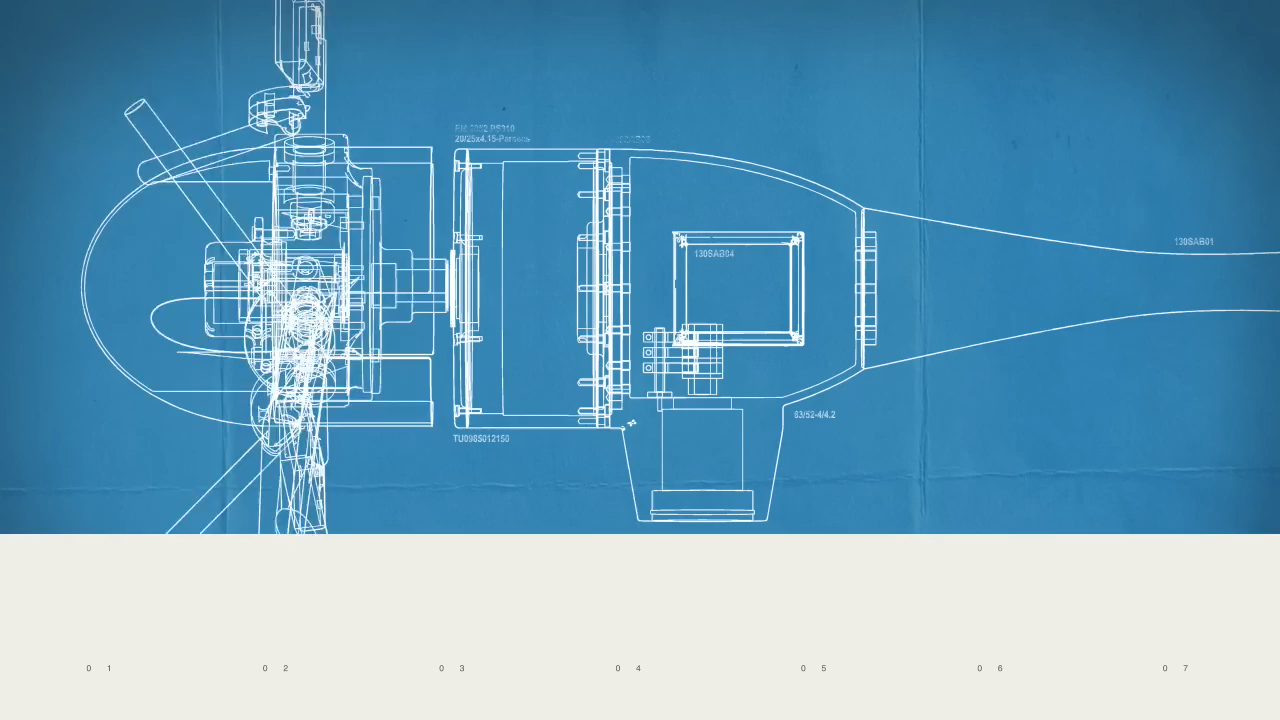 20/25x4.15-Parsons
130SAB01
130SAB04
63/52-4/4.2
TU0985012150
0 1
0 2
0 3
0 4
0 5
0 6
0 7